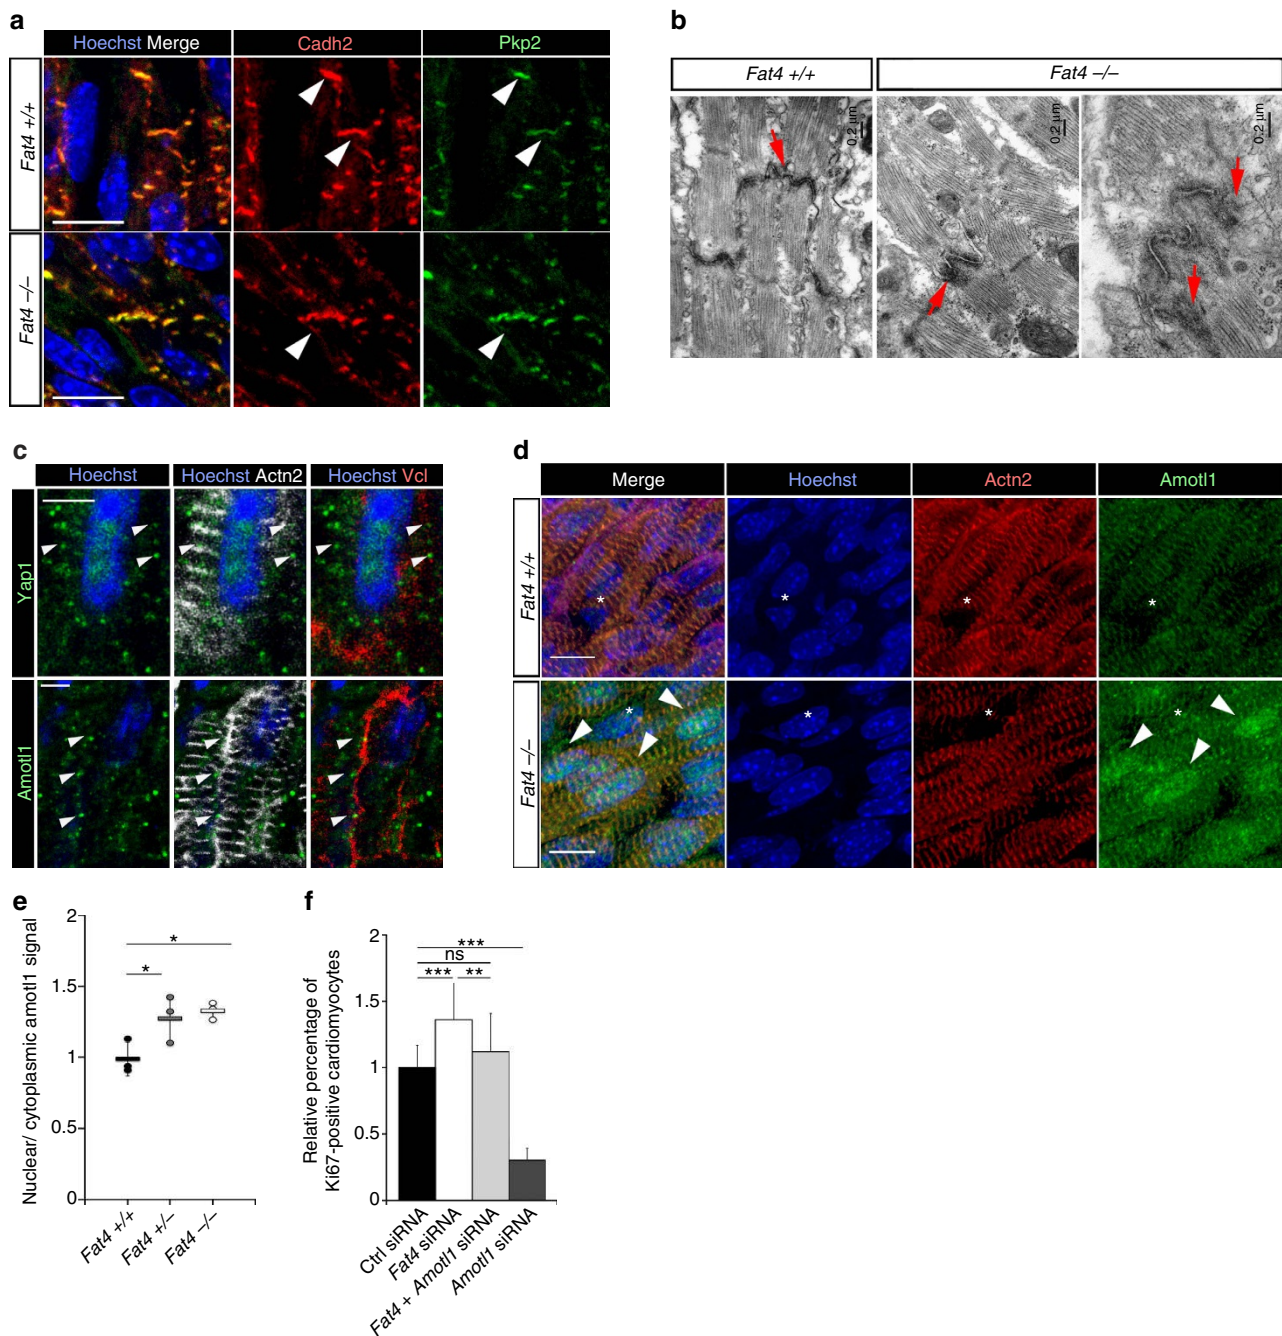 a
Hoechst Merge
Cadh2
Pkp2
Fat4 +/+
Fat4 –/–
b
Fat4 +/+
Fat4 –/–
0.2 µm
0.2 µm
0.2 µm
c
Hoechst
Hoechst Actn2
Hoechst Vcl
Yap1
Amotl1
d
Merge
Hoechst
Actn2
Amotl1
Fat4 +/+
*
*
*
*
Fat4 –/–
*
*
*
*
e
Nuclear/ cytoplasmic amotl1 signal
2
1.5
1
0.5
0
*
*
Fat4 +/+
Fat4 +/–
Fat4 –/–
f
Relative percentage of
Ki67-positive cardiomyocytes
2
1.5
1
0.5
0
***
ns
*** **
Ctrl siRNA
Fat4 siRNA
Fat4 + Amotl1 siRNA
Amotl1 siRNA